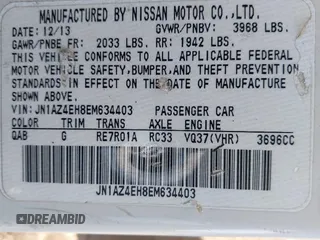 MANUFACTURED BY NISSAN MOTOR CO.,LTD.
DATE: 12/13 GVWR/PNBV: 3968 LBS.
GAWR/PNBE FR: 2033 LBS. RR: 1942 LBS.
THIS VEHICLE CONFORMS TO ALL APPLICABLE FEDERAL
MOTOR VEHICLE SAFETY,BUMPER,AND THEFT PREVENTION
STANDARDS IN EFFECT ON THE DATE OF MANUFACTURE
SHOWN ABOVE.
VIN:JN1AZ4EH8EM634403 PASSENGER CAR
COLOR TRIM TRANS AXLE ENGINE
QAB G RE7R01A RC33 VQ37(VHR) 3696CC
JN1AZ4EH8EM634403
DREAMBID